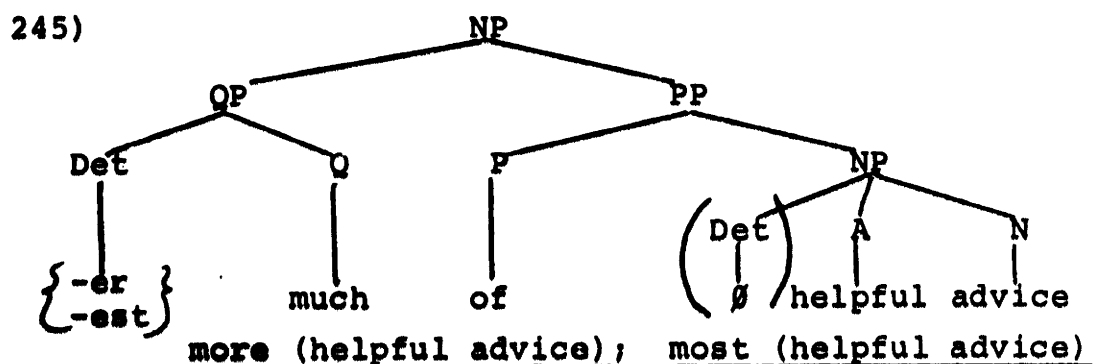 245) NP
QP PP
Det Q P NP
(Det) A N
{-er -est} much of (ø) helpful advice
more (helpful advice); most (helpful advice)